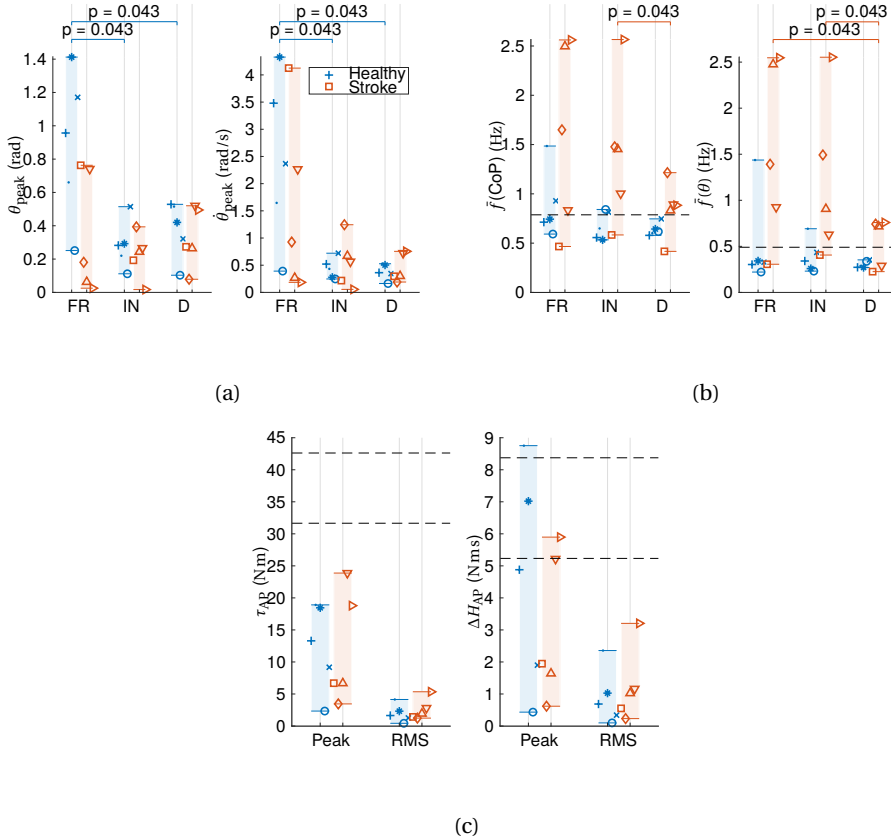 p = 0.043
p = 0.043
θpeak (rad)
1.4
1.2
1
0.8
0.6
0.4
0.2
0
FR IN D
p = 0.043
p = 0.043
θ̇peak (rad/s)
4
3.5
3
2.5
2
1.5
1
0.5
0
FR IN D
Healthy
Stroke
(a)
p = 0.043
f̄(CoP) (Hz)
2.5
2
1.5
1
0.5
0
FR IN D
p = 0.043
p = 0.043
f̄(θ) (Hz)
2.5
2
1.5
1
0.5
0
FR IN D
(b)
τAP (Nm)
45
40
35
30
25
20
15
10
5
0
Peak RMS
ΔHAP (Nms)
9
8
7
6
5
4
3
2
1
0
Peak RMS
(c)